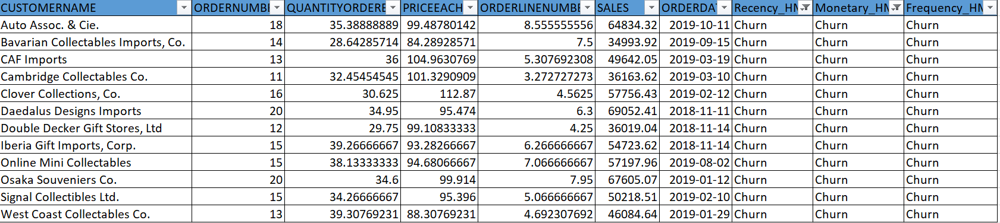 CUSTOMERNAME ORDERNUMBE QUANTITYORDERE PRICEEACH ORDERLINENUMBE SALES ORDERDA Recency_HM Monetary_HM Frequency_HM
Auto Assoc. & Cie. 18 35.38888889 99.48780142 8.555555556 64834.32 2019-10-11 Churn Churn Churn
Bavarian Collectables Imports, Co. 14 28.64285714 84.28928571 7.5 34993.92 2019-09-15 Churn Churn Churn
CAF Imports 13 36 104.9630769 5.307692308 49642.05 2019-03-19 Churn Churn Churn
Cambridge Collectables Co. 11 32.45454545 101.3290909 3.272727273 36163.62 2019-03-10 Churn Churn Churn
Clover Collections, Co. 16 30.625 112.87 4.5625 57756.43 2019-02-12 Churn Churn Churn
Daedalus Designs Imports 20 34.95 95.474 6.3 69052.41 2018-11-11 Churn Churn Churn
Double Decker Gift Stores, Ltd 12 29.75 99.10833333 4.25 36019.04 2018-11-14 Churn Churn Churn
Iberia Gift Imports, Corp. 15 39.26666667 93.28266667 6.266666667 54723.62 2018-11-14 Churn Churn Churn
Online Mini Collectables 15 38.13333333 94.68066667 7.066666667 57197.96 2019-08-02 Churn Churn Churn
Osaka Souveniers Co. 20 34.6 99.914 7.95 67605.07 2019-01-12 Churn Churn Churn
Signal Collectibles Ltd. 15 34.26666667 95.396 5.066666667 50218.51 2019-02-10 Churn Churn Churn
West Coast Collectables Co. 13 39.30769231 88.30769231 4.692307692 46084.64 2019-01-29 Churn Churn Churn